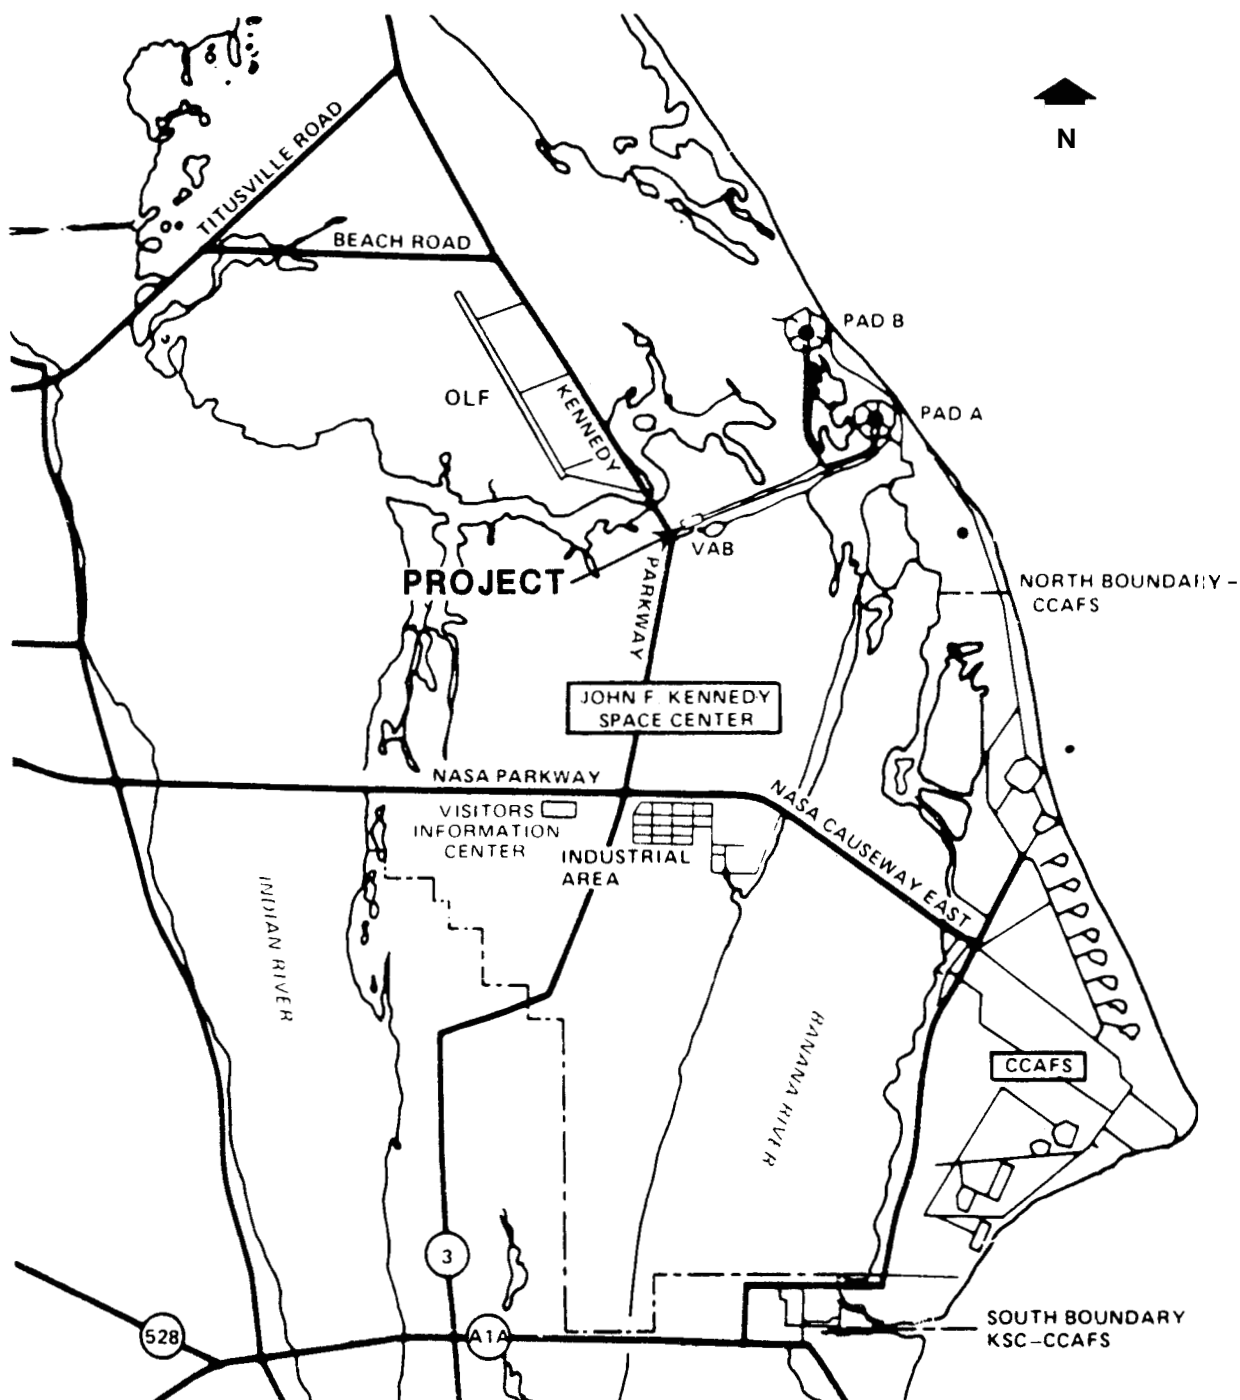 N
TITUSVILLE ROAD
BEACH ROAD
PAD B
OLF
KENNEDY
PAD A
VAB
PROJECT
PARKWAY
NORTH BOUNDARY –
CCAFS
JOHN F. KENNEDY
SPACE CENTER
NASA PARKWAY
NASA CAUSEWAY EAST
VISITORS
INFORMATION
CENTER
INDUSTRIAL
AREA
INDIAN RIVER
BANANA RIVER
CCAFS
3
528
A1A
SOUTH BOUNDARY
KSC–CCAFS